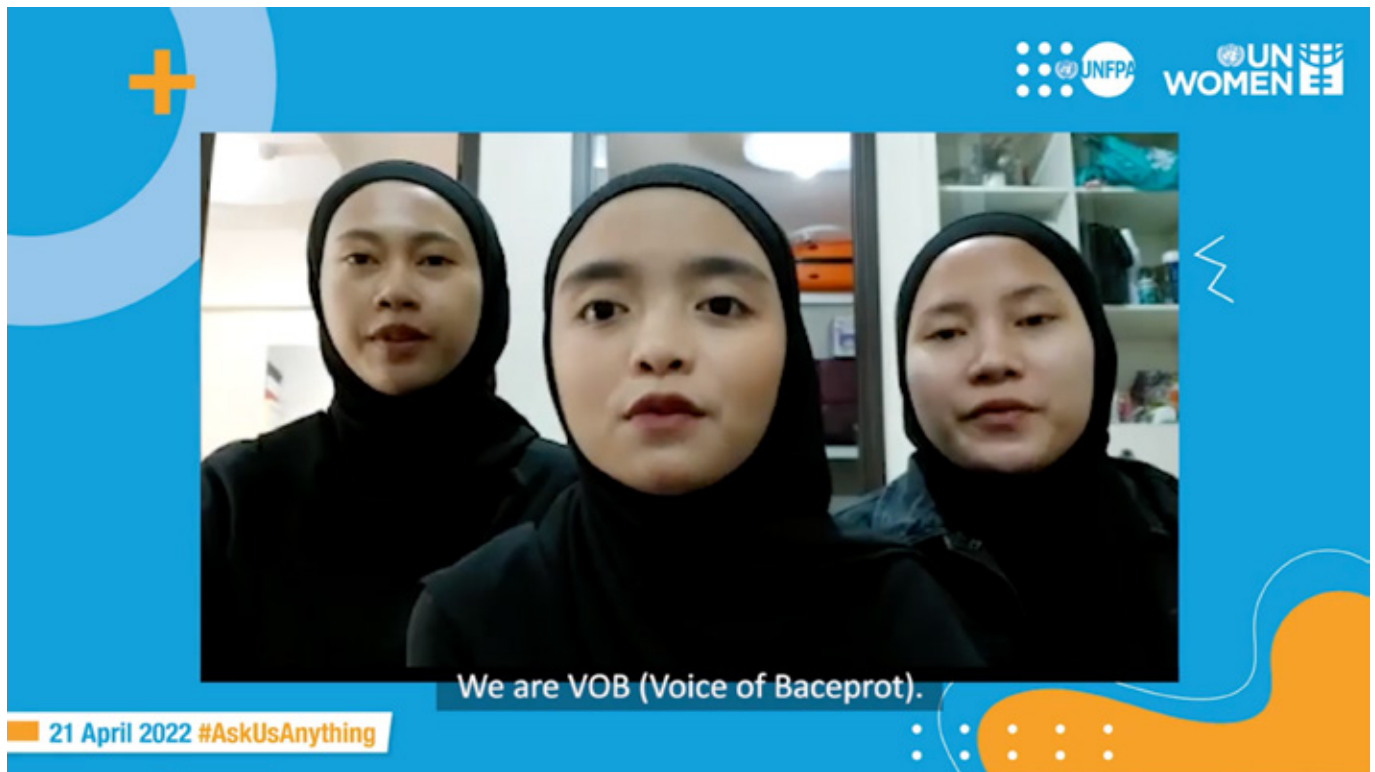 UNFPA
UN
WOMEN
We are VOB (Voice of Baceprot).
21 April 2022 #AskUsAnything